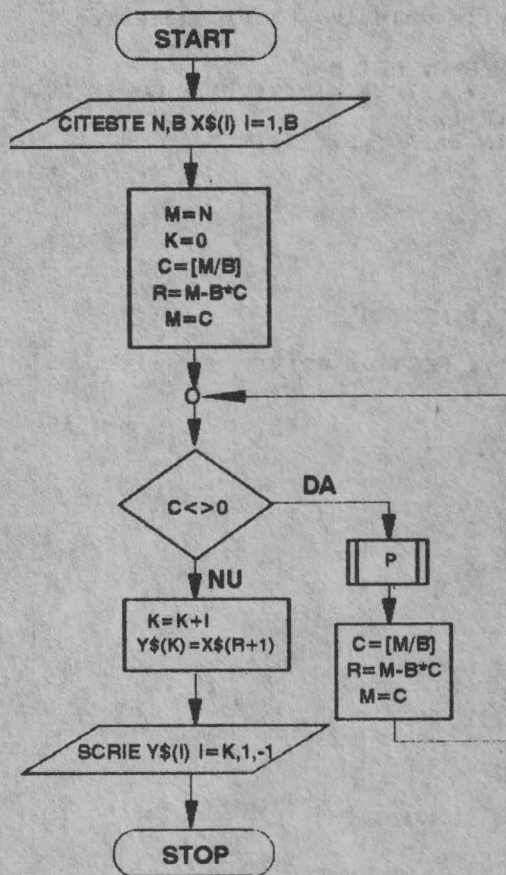 START
CITESTE N,B X$(I) I=1,B
M=N
K=0
C=[M/B]
R=M-B*C
M=C
C<>0
DA
P
NU
K=K+I
Y$(K)=X$(R+1)
C=[M/B]
R=M-B*C
M=C
SCRIE Y$(I) I=K,1,-1
STOP